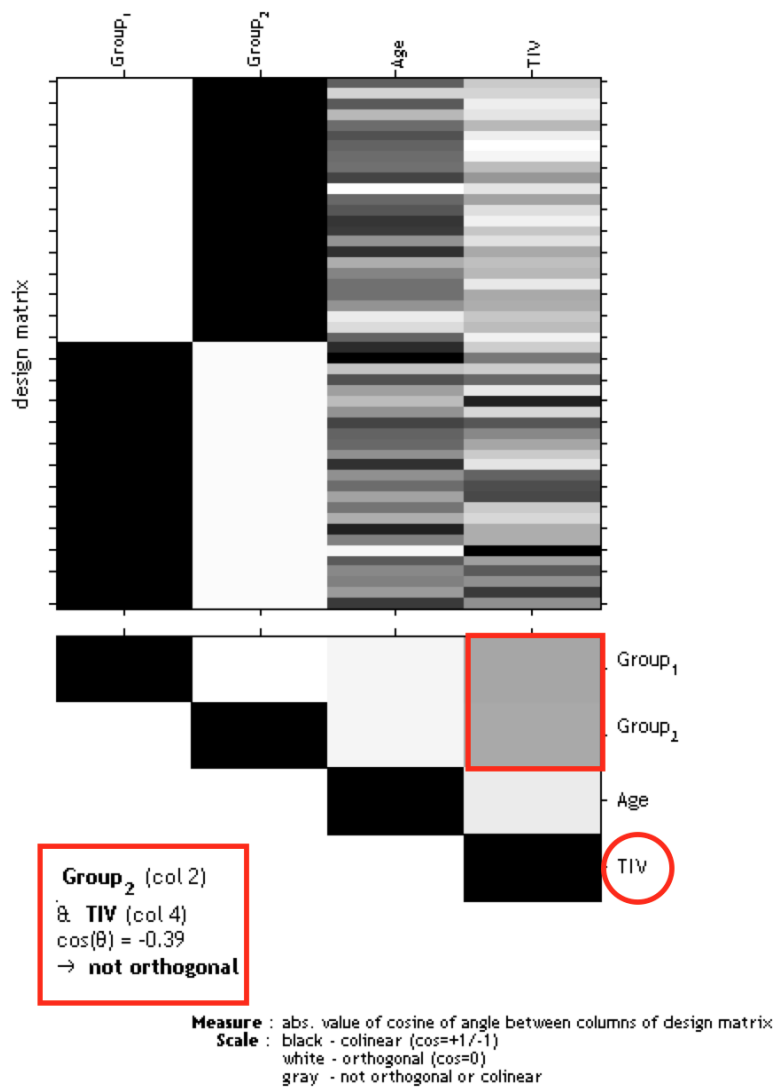 Group₁
Group₂
Age
TIV
design matrix
Group₁
Group₂
Age
TIV
Group₂ (col 2)
& TIV (col 4)
cos(θ) = -0.39
→ not orthogonal
Measure : abs. value of cosine of angle between columns of design matrix
Scale : black - colinear (cos=+1/-1)
white - orthogonal (cos=0)
gray - not orthogonal or colinear